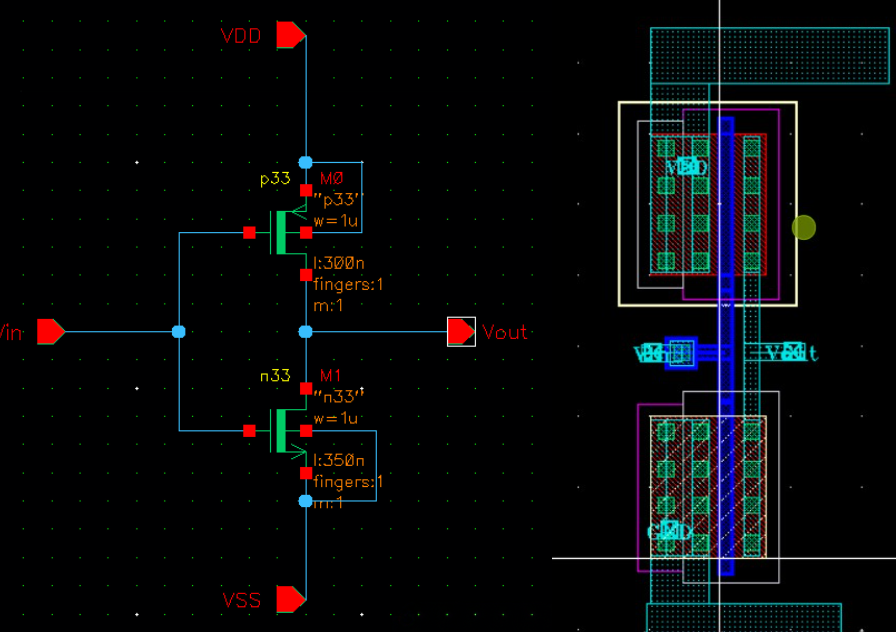 VDD
p33
M0
"p33"
w=1u
l:300n
fingers:1
m:1
Vin
Vout
n33
M1
"n33"
w=1u
l:350n
fingers:1
m:1
VSS
VDD
Vin
Vout
GND